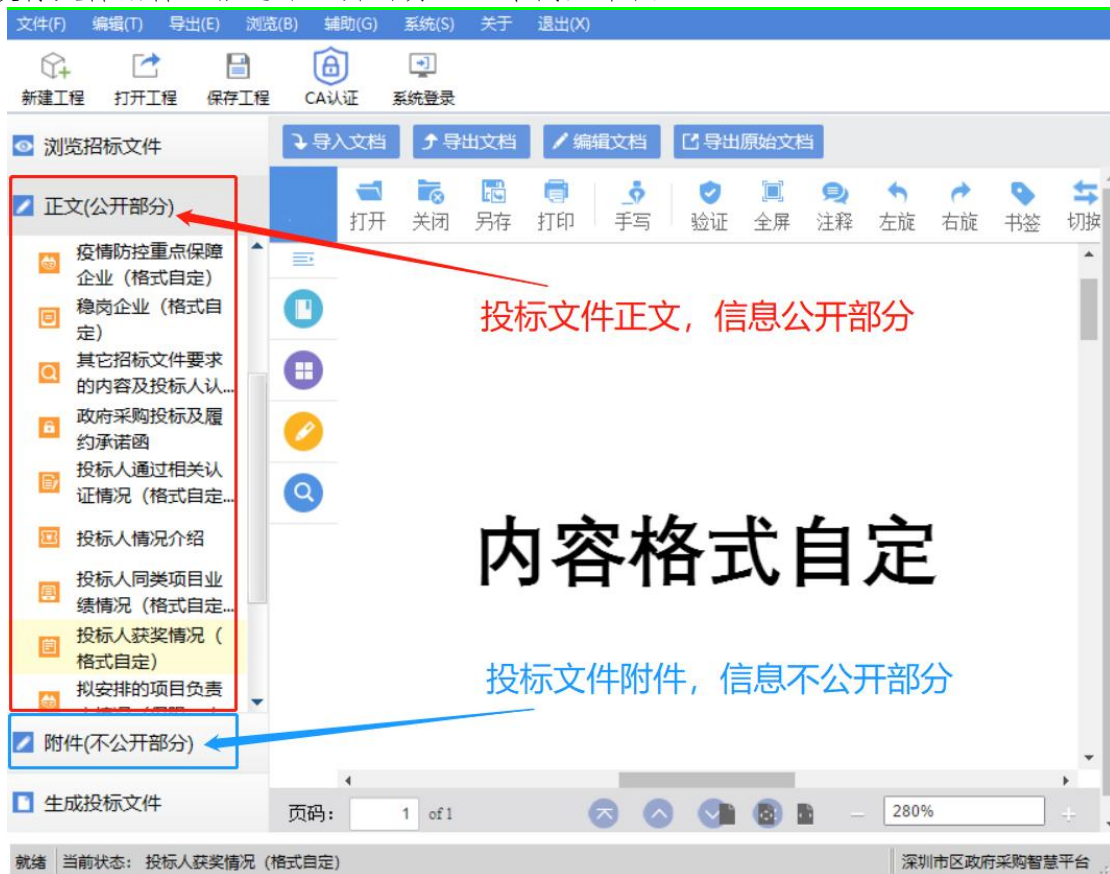 文件(F) 编辑(T) 导出(E) 浏览(B) 辅助(G) 系统(S) 关于 退出(X)
新建工程 打开工程 保存工程 CA认证 系统登录
浏览招标文件
导入文档 导出文档 编辑文档 导出原始文档
正文(公开部分)
打开 关闭 另存 打印 手写 验证 全屏 注释 左旋 右旋 书签 切换
疫情防控重点保障
企业（格式自定）
稳岗企业（格式自
定）
其它招标文件要求
的内容及投标人认...
政府采购投标及履
约承诺函
投标人通过相关认
证情况（格式自定...
投标人情况介绍
投标人同类项目业
绩情况（格式自定...
投标人获奖情况（
格式自定）
拟安排的项目负责
投标文件正文，信息公开部分
内容格式自定
投标文件附件，信息不公开部分
附件(不公开部分)
生成投标文件
页码: 1 of 1 280%
就绪 当前状态: 投标人获奖情况（格式自定） 深圳市区政府采购智慧平台